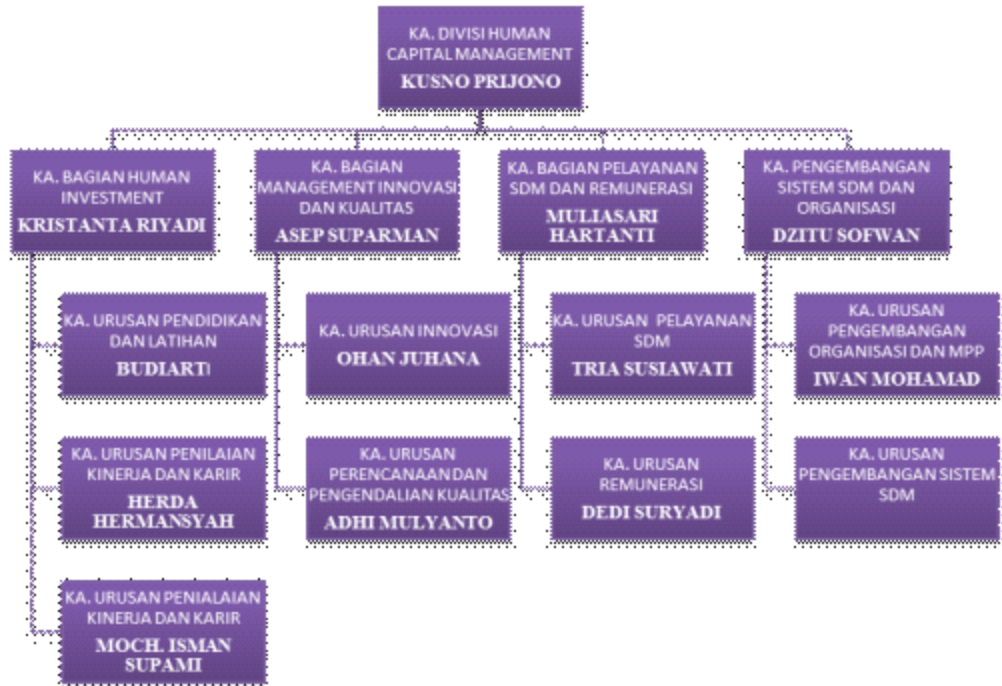 KA. DIVISI HUMAN
CAPITAL MANAGEMENT
KUSNO PRIJONO
KA. BAGIAN HUMAN
INVESTMENT
KRISTANTA RIYADI
KA. BAGIAN
MANAGEMENT INNOVASI
DAN KUALITAS
ASEP SUPARMAN
KA. BAGIAN PELAYANAN
SDM DAN REMUNERASI
MULIASARI
HARTANTI
KA. PENGEMBANGAN
SISTEM SDM DAN
ORGANISASI
DZITU SOFWAN
KA. URUSAN PENDIDIKAN
DAN LATIHAN
BUDIARTI
KA. URUSAN INNOVASI
OHAN JUHANA
KA. URUSAN PELAYANAN
SDM
TRIA SUSIAWATI
KA. URUSAN
PENGEMBANGAN
ORGANISASI DAN MPP
IWAN MOHAMAD
KA. URUSAN PENILAIAN
KINERJA DAN KARIR
HERDA
HERMANSYAH
KA. URUSAN
PERENCANAAN DAN
PENGENDALIAN KUALITAS
ADHI MULYANTO
KA. URUSAN
REMUNERASI
DEDI SURYADI
KA. URUSAN
PENGEMBANGAN SISTEM
SDM
KA. URUSAN PENIALAIAN
KINERJA DAN KARIR
MOCH. ISMAN
SUPAMI